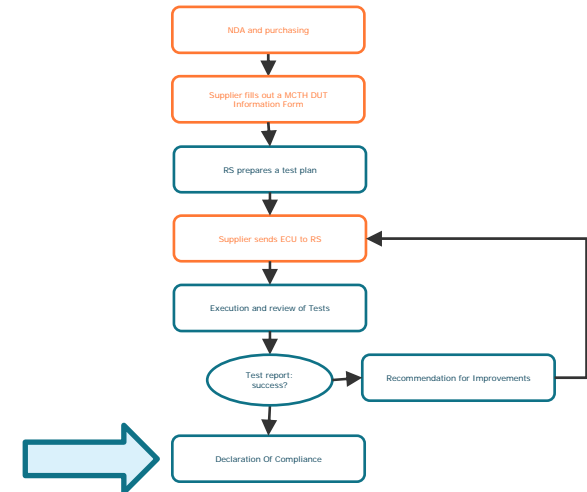 NDA and purchasing
Supplier fills out a MCTH DUT
Information Form
RS prepares a test plan
Supplier sends ECU to RS
Execution and review of Tests
Test report:
success?
Recommendation for Improvements
Declaration Of Compliance